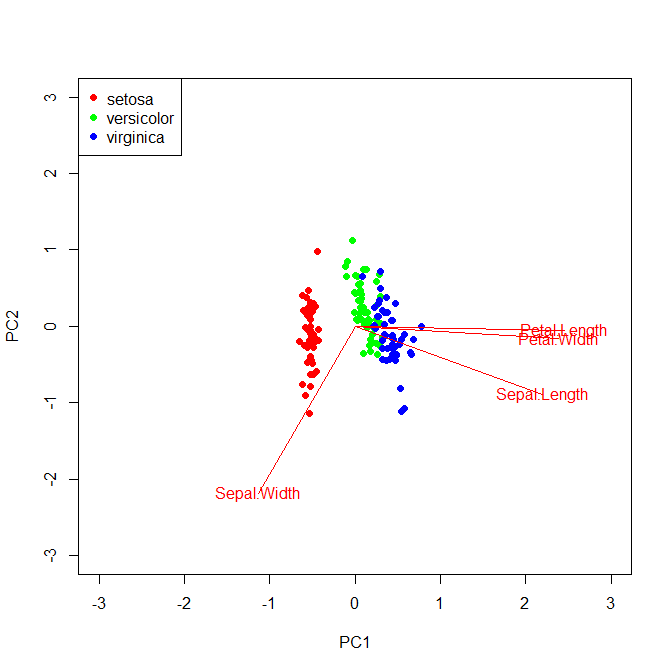 setosa
versicolor
virginica
3
2
1
0
-1
-2
-3
PC2
Petal.Length
Petal.Width
Sepal.Length
Sepal.Width
-3
-2
-1
0
1
2
3
PC1